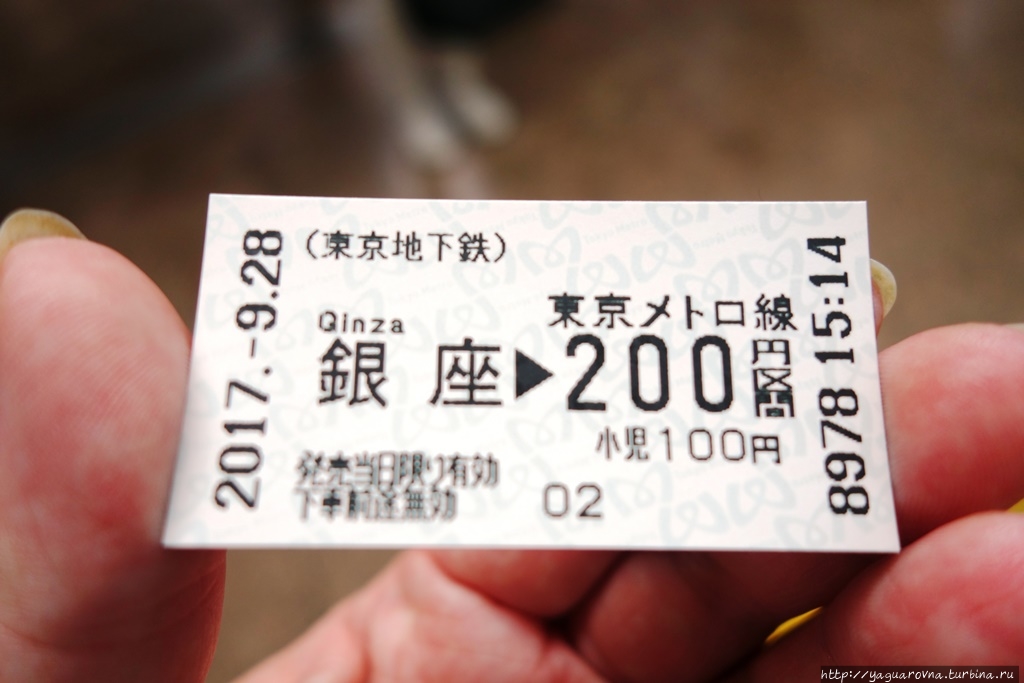 (東京地下鉄)
Ginza
東京メトロ線
銀座▶200円区間
小児100円
発売当日限り有効
下車前途無効
02
2017.-9.28
8978 15:14
http://yaguarovna.turbina.ru